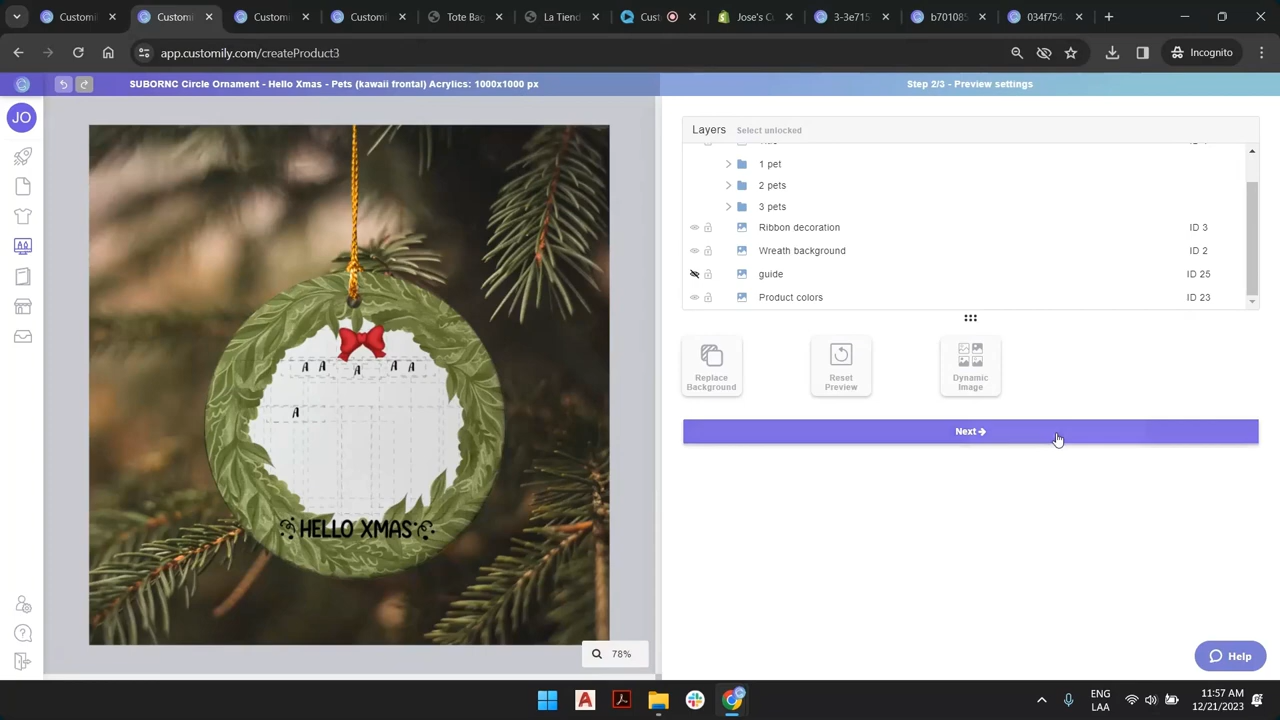 Customi
Customi
Customi
Customi
Tote Bag
La Tiend
Cust
Jose's Cu
3-3e715
b701085
034f754
app.customily.com/createProduct3
Incognito
SUBORNC Circle Ornament - Hello Xmas - Pets (kawaii frontal) Acrylics: 1000x1000 px
Step 2/3 - Preview settings
JO
Layers Select unlocked
1 pet
2 pets
3 pets
Ribbon decoration ID 3
Wreath background ID 2
guide ID 25
Product colors ID 23
Replace Background
Reset Preview
Dynamic Image
Next
A A A A A
A
HELLO XMAS
78%
Help
ENG
LAA
11:57 AM
12/21/2023